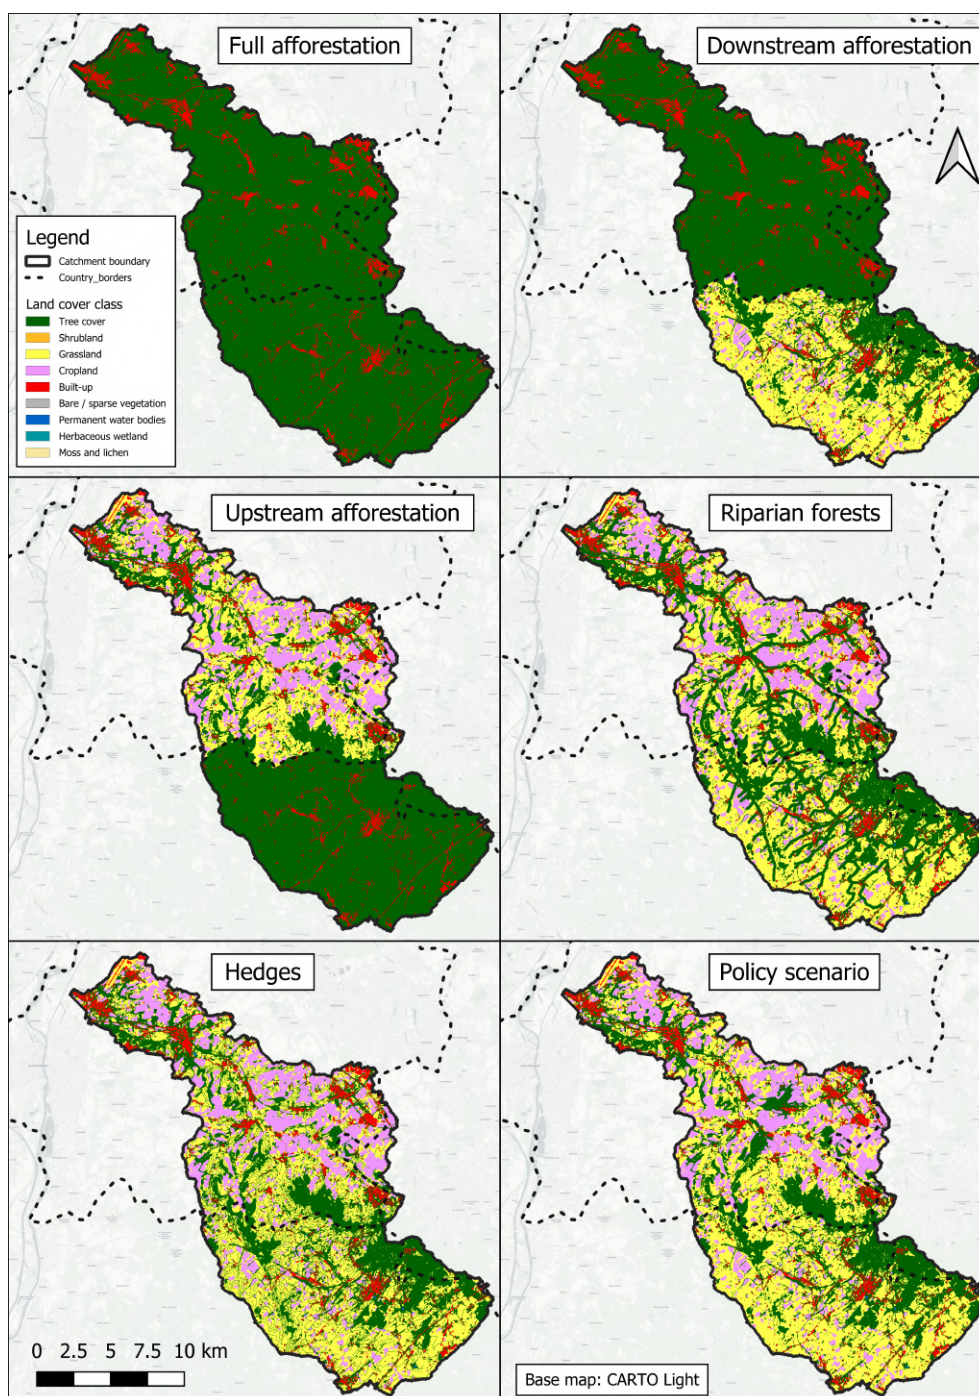 Full afforestation
Downstream afforestation
Legend
Catchment boundary
Country_borders
Land cover class
Tree cover
Shrubland
Grassland
Cropland
Built-up
Bare / sparse vegetation
Permanent water bodies
Herbaceous wetland
Moss and lichen
Upstream afforestation
Riparian forests
Hedges
Policy scenario
0 2.5 5 7.5 10 km
Base map: CARTO Light